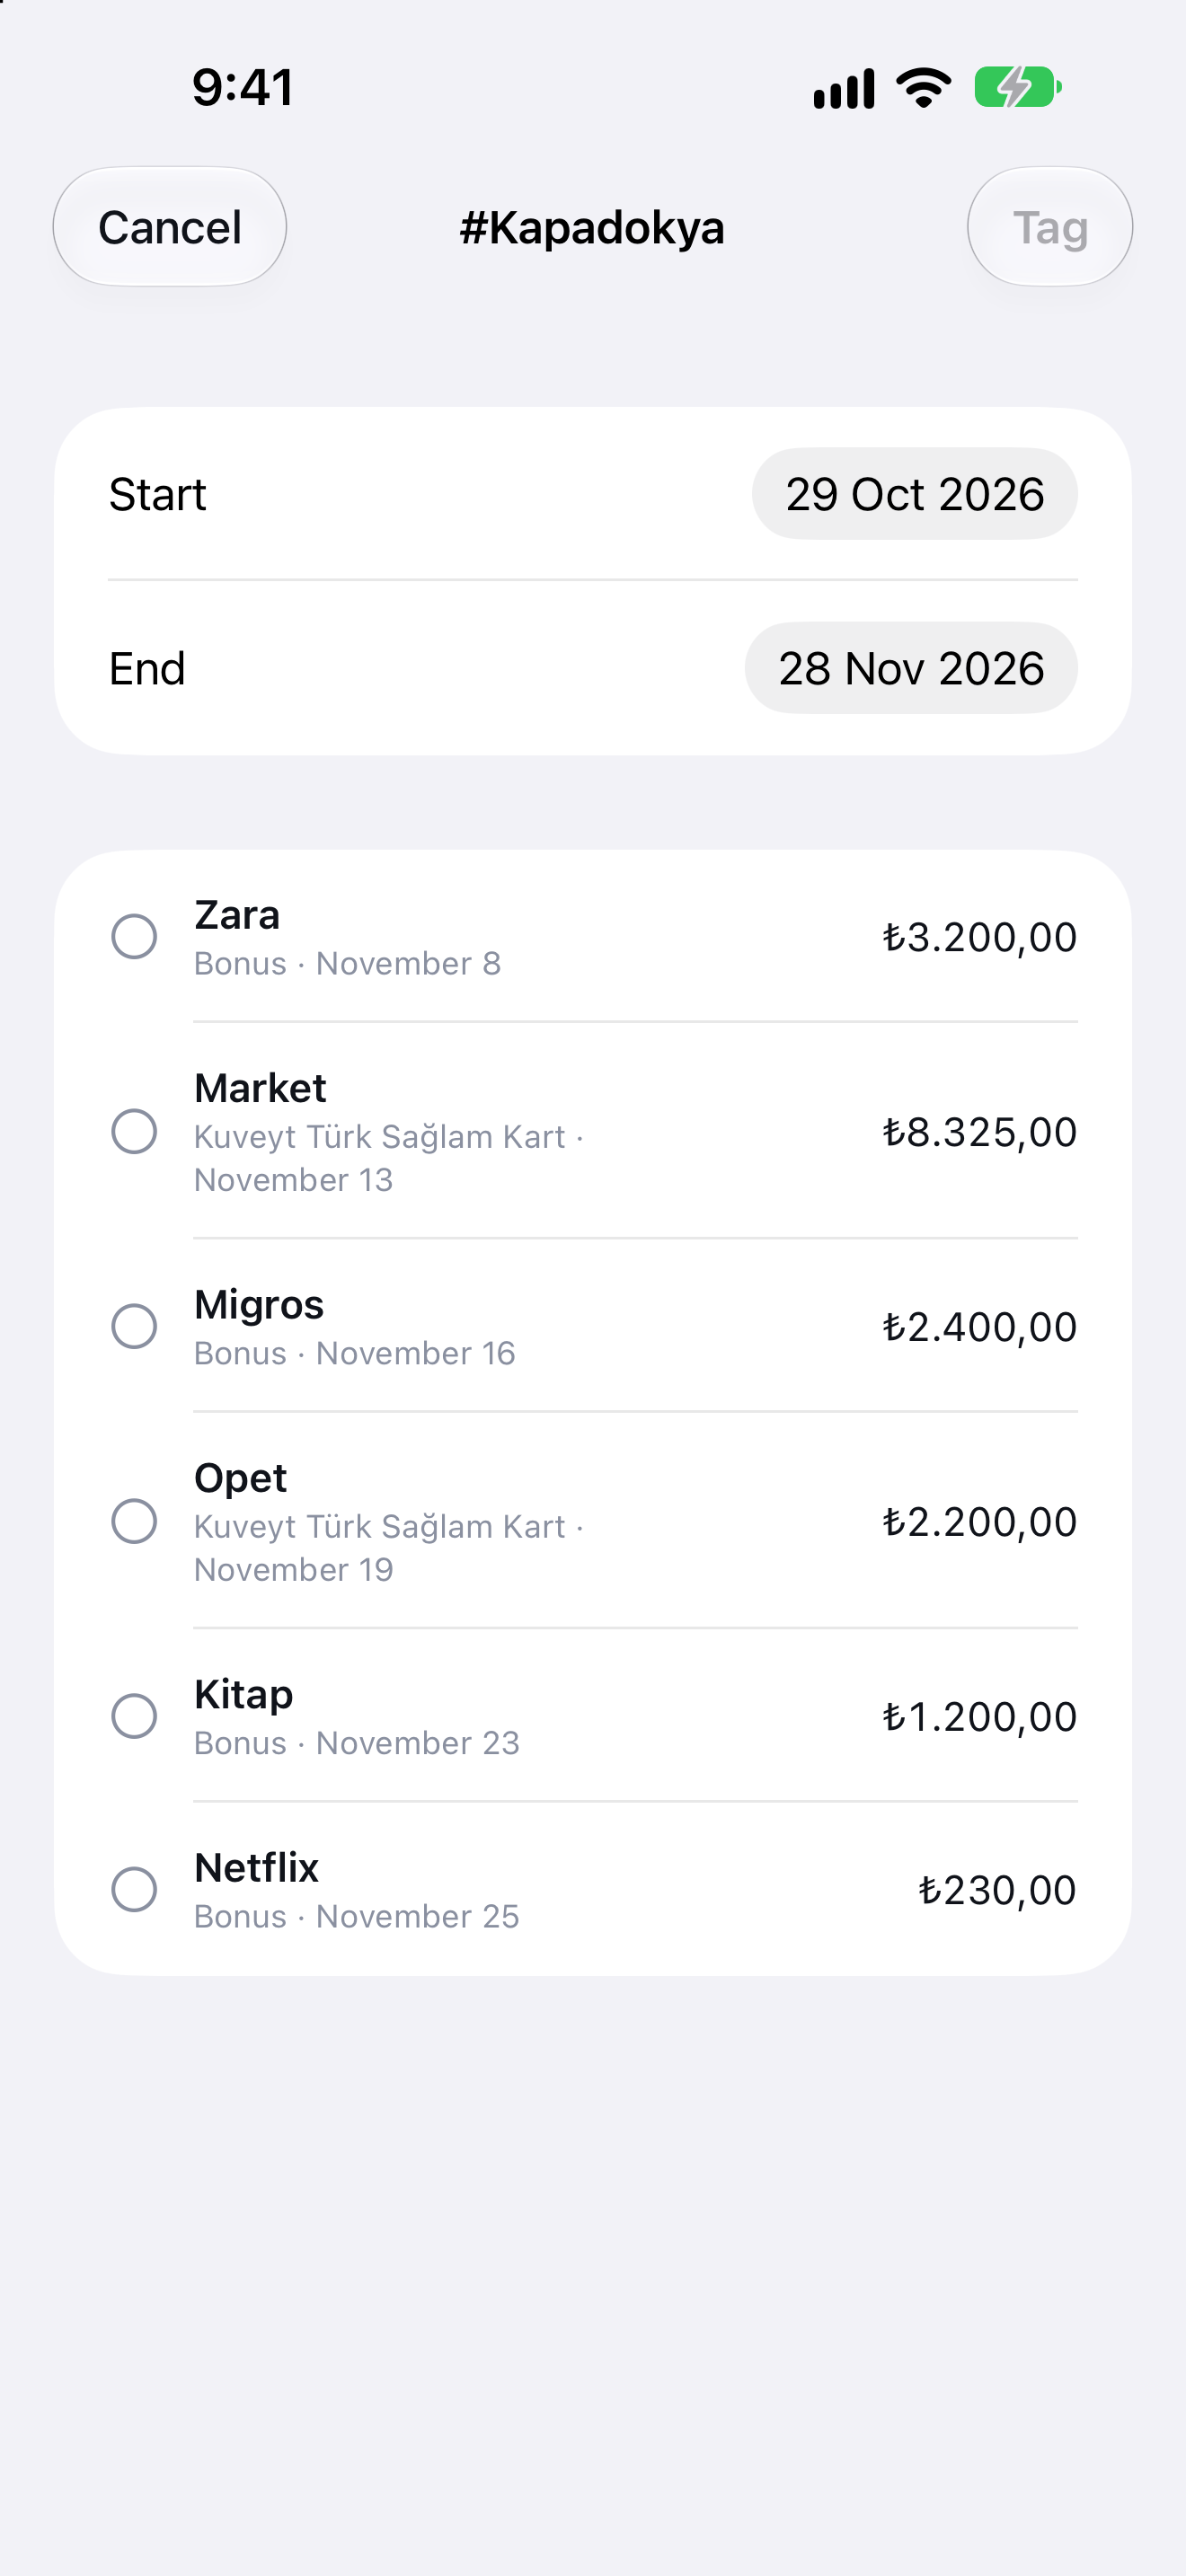 9:41
Cancel
#Kapadokya
Tag
Start
29 Oct 2026
End
28 Nov 2026
Zara
Bonus · November 8
₺3.200,00
Market
Kuveyt Türk Sağlam Kart ·
November 13
₺8.325,00
Migros
Bonus · November 16
₺2.400,00
Opet
Kuveyt Türk Sağlam Kart ·
November 19
₺2.200,00
Kitap
Bonus · November 23
₺1.200,00
Netflix
Bonus · November 25
₺230,00